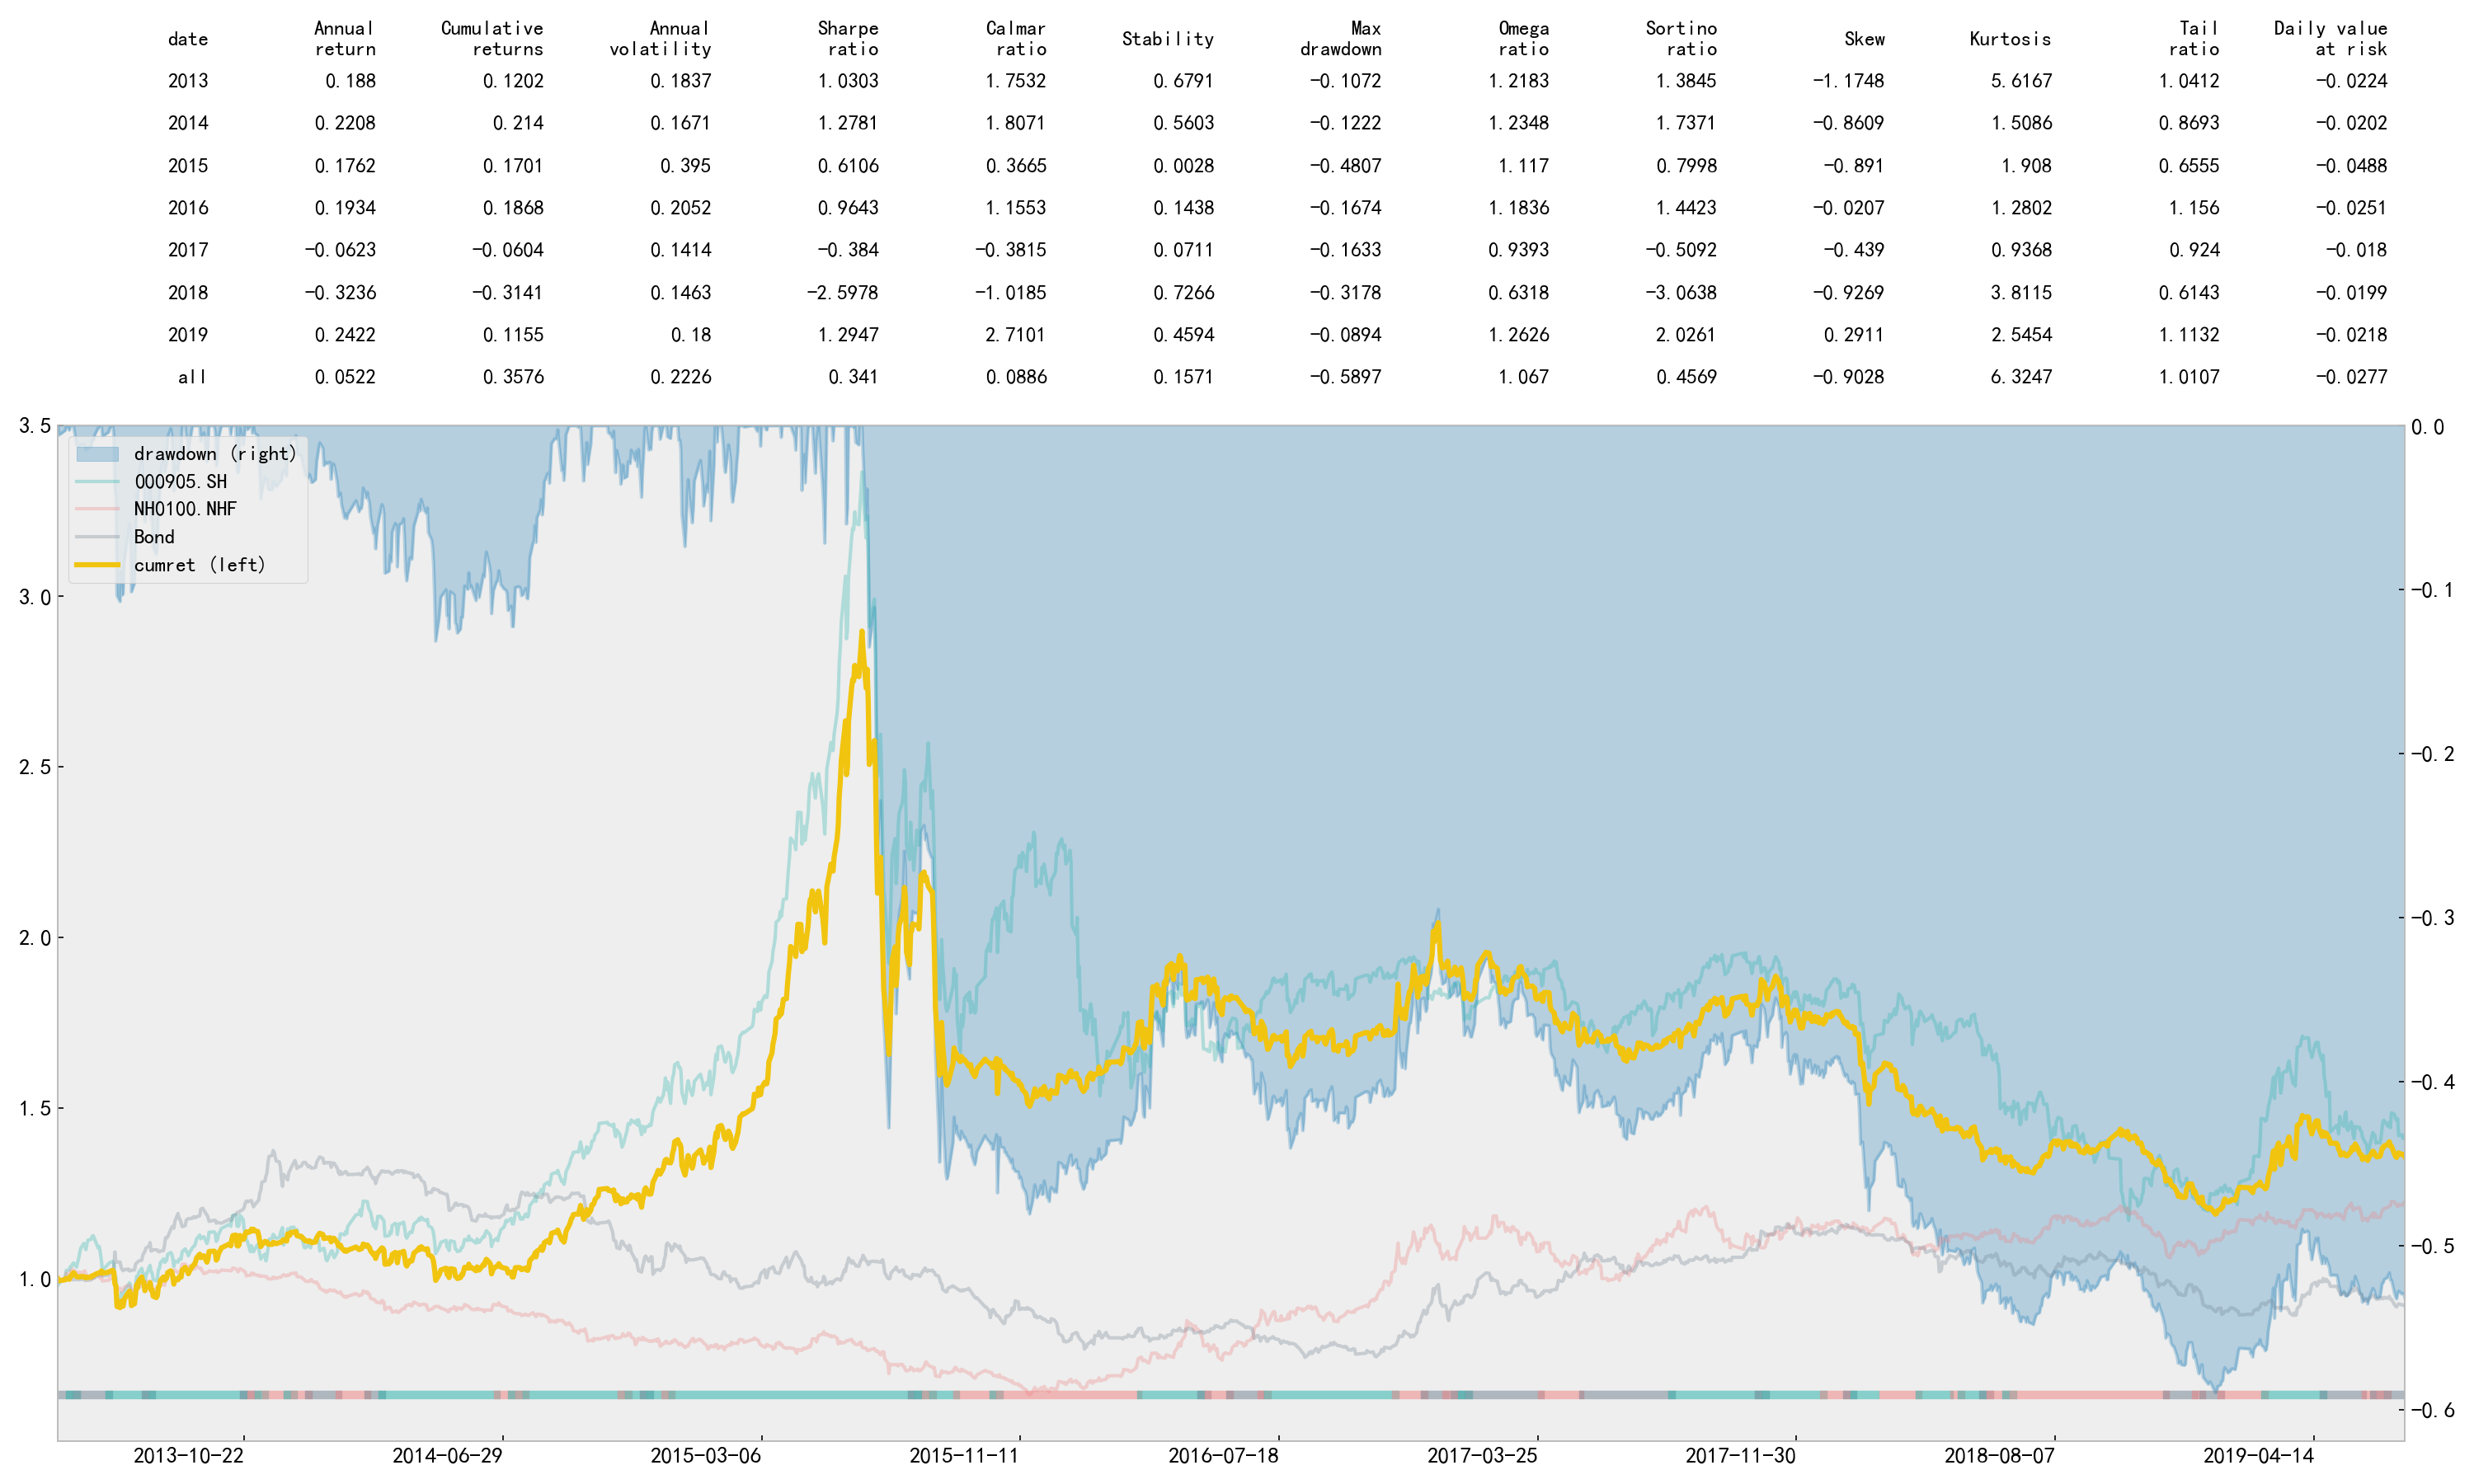 date Annual return Cumulative returns Annual volatility Sharpe ratio Calmar ratio Stability Max drawdown Omega ratio Sortino ratio Skew Kurtosis Tail ratio Daily value at risk
2013 0.188 0.1202 0.1837 1.0303 1.7532 0.6791 −0.1072 1.2183 1.3845 −1.1748 5.6167 1.0412 −0.0224
2014 0.2208 0.214 0.1671 1.2781 1.8071 0.5603 −0.1222 1.2348 1.7371 −0.8609 1.5086 0.8693 −0.0202
2015 0.1762 0.1701 0.395 0.6106 0.3665 0.0028 −0.4807 1.117 0.7998 −0.891 1.908 0.6555 −0.0488
2016 0.1934 0.1868 0.2052 0.9643 1.1553 0.1438 −0.1674 1.1836 1.4423 −0.0207 1.2802 1.156 −0.0251
2017 −0.0623 −0.0604 0.1414 −0.384 −0.3815 0.0711 −0.1633 0.9393 −0.5092 −0.439 0.9368 0.924 −0.018
2018 −0.3236 −0.3141 0.1463 −2.5978 −1.0185 0.7266 −0.3178 0.6318 −3.0638 −0.9269 3.8115 0.6143 −0.0199
2019 0.2422 0.1155 0.18 1.2947 2.7101 0.4594 −0.0894 1.2626 2.0261 0.2911 2.5454 1.1132 −0.0218
all 0.0522 0.3576 0.2226 0.341 0.0886 0.1571 −0.5897 1.067 0.4569 −0.9028 6.3247 1.0107 −0.0277
3.5
3.0
2.5
2.0
1.5
1.0
drawdown (right)
000905.SH
NH0100.NHF
Bond
cumret (left)
0.0
−0.1
−0.2
−0.3
−0.4
−0.5
−0.6
2013−10−22 2014−06−29 2015−03−06 2015−11−11 2016−07−18 2017−03−25 2017−11−30 2018−08−07 2019−04−14